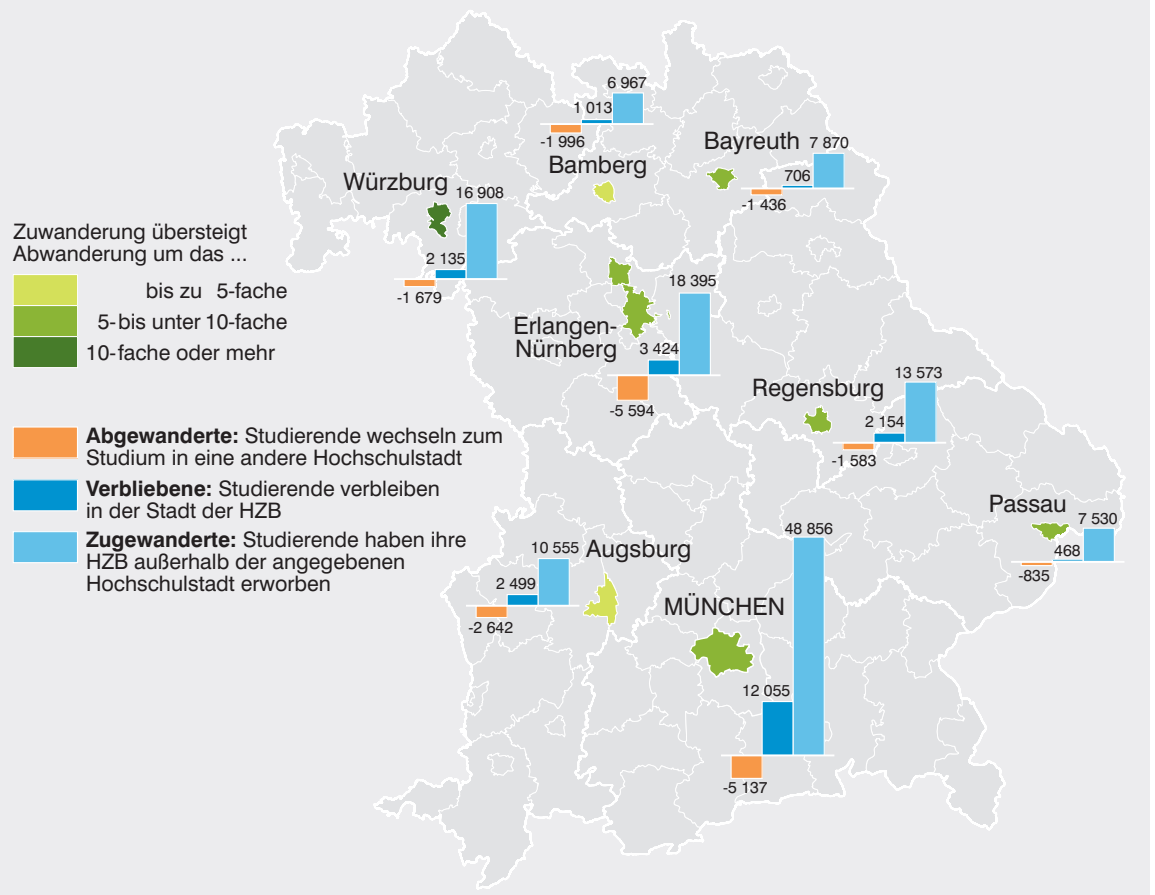 6 967
1 013
-1 996
Bamberg
Bayreuth
7 870
706
-1 436
Würzburg
16 908
2 135
-1 679
Zuwanderung übersteigt
Abwanderung um das ...
bis zu 5-fache
5-bis unter 10-fache
10-fache oder mehr
18 395
Erlangen-
Nürnberg
3 424
-5 594
13 573
Regensburg
2 154
-1 583
Abgewanderte: Studierende wechseln zum
Studium in eine andere Hochschulstadt
Verbliebene: Studierende verbleiben
in der Stadt der HZB
Zugewanderte: Studierende haben ihre
HZB außerhalb der angegebenen
Hochschulstadt erworben
Passau
7 530
468
-835
10 555
Augsburg
2 499
-2 642
48 856
MÜNCHEN
12 055
-5 137